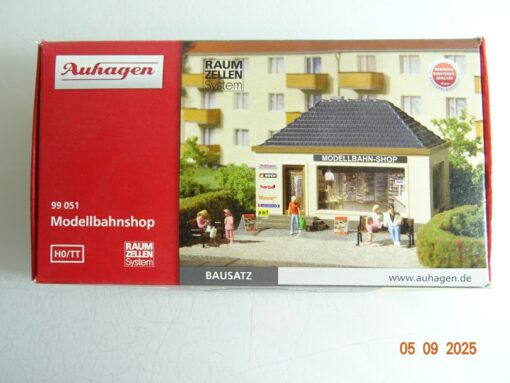 Auhagen
RAUM
ZELLEN
System
MODELLBAHN-SHOP
99 051
Modellbahnshop
H0/TT
RAUM
ZELLEN
System
BAUSATZ
www.auhagen.de
05 09 2025